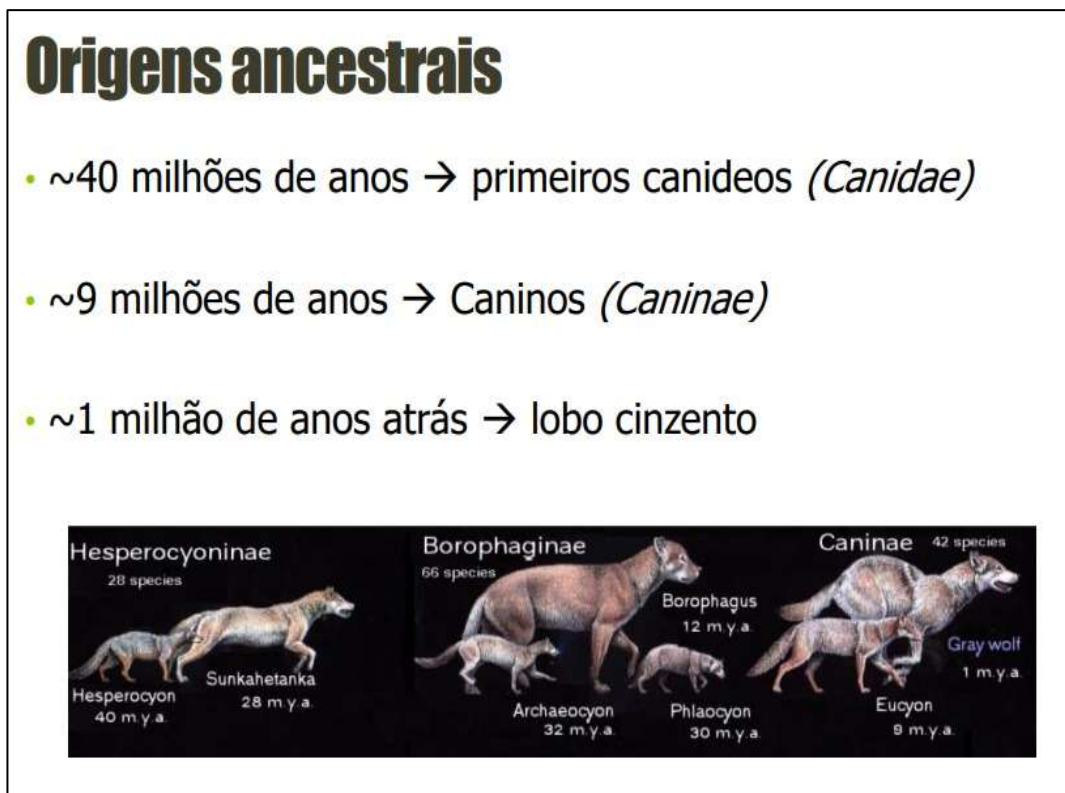 Origens ancestrais
• ~40 milhões de anos → primeiros canideos (Canidae)
• ~9 milhões de anos → Caninos (Caninae)
• ~1 milhão de anos atrás → lobo cinzento
Hesperocyoninae
28 species
Hesperocyon
40 m.y.a.
Sunkahetanka
28 m.y.a.
Borophaginae
66 species
Borophagus
12 m.y.a.
Archaeocyon
32 m.y.a
Phlaocyon
30 m.y.a
Caninae 42 species
Gray wolf
1 m.y.a.
Eucyon
9 m.y.a.